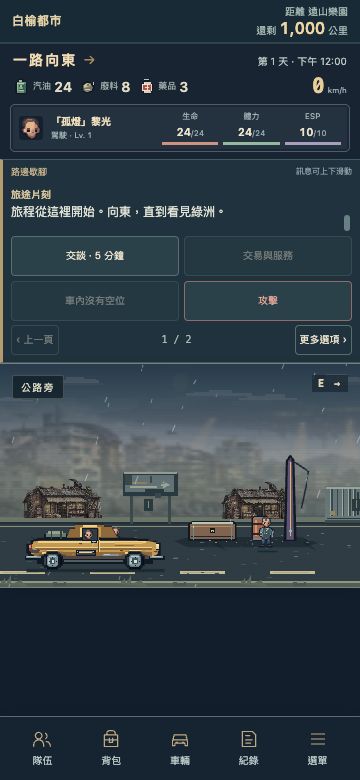 白榆都市
距離 遠山樂園
還剩 1,000 公里
一路向東 →
第 1 天 · 下午 12:00
汽油 24 廢料 8 藥品 3
0 km/h
「孤燈」黎光
駕駛 · Lv. 1
生命
24/24
體力
24/24
ESP
10/10
路邊歇腳
訊息可上下滑動
旅途片刻
旅程從這裡開始。向東，直到看見綠洲。
交談 · 5 分鐘
交易與服務
車內沒有空位
攻擊
‹ 上一頁
1 / 2
更多選項 ›
公路旁
E →
隊伍
背包
車輛
紀錄
選單